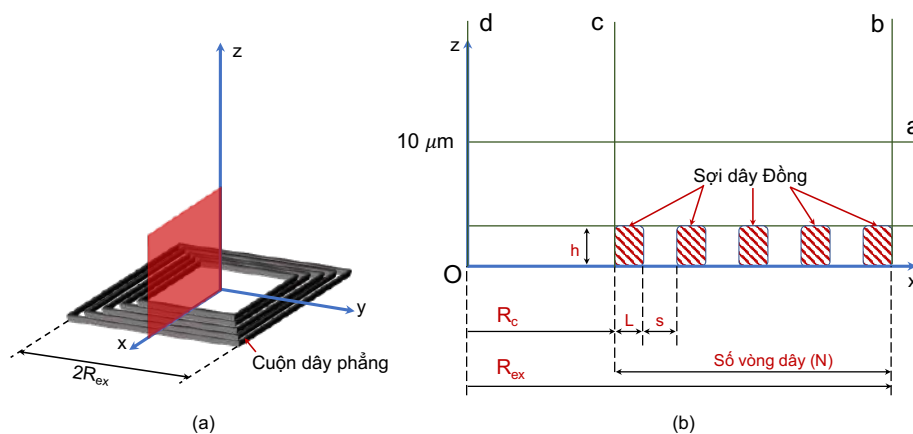 z
y
x
2Rex
Cuộn dây phẳng
(a)
d
c
b
z
a
10 μm
Sợi dây Đồng
h
O
x
Rc
L
s
Rex
Số vòng dây (N)
(b)